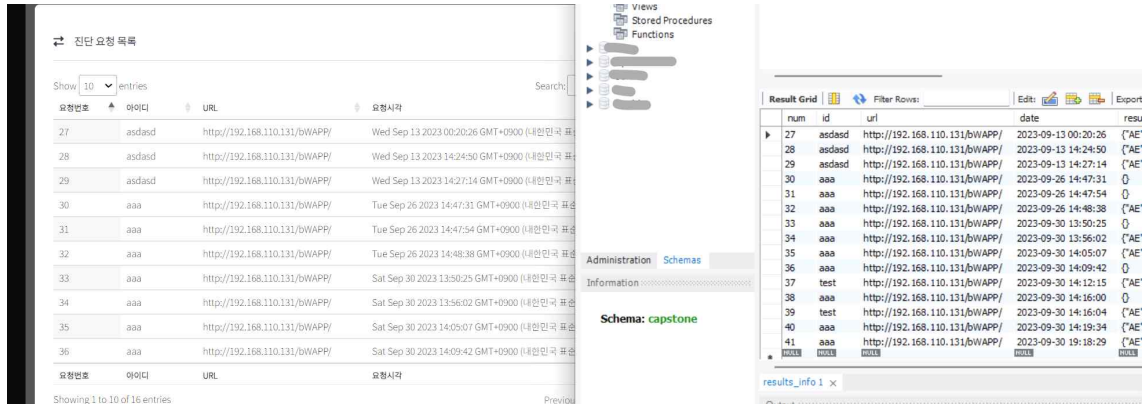 진단 요청 목록
Show 10 entries
Search:
요청번호 아이디 URL 요청시각
27 asdasd http://192.168.110.131/bWAPP/ Wed Sep 13 2023 00:20:26 GMT+0900 (대한민국 표
28 asdasd http://192.168.110.131/bWAPP/ Wed Sep 13 2023 14:24:50 GMT+0900 (대한민국 표
29 asdasd http://192.168.110.131/bWAPP/ Wed Sep 13 2023 14:27:14 GMT+0900 (대한민국 표
30 aaa http://192.168.110.131/bWAPP/ Tue Sep 26 2023 14:47:31 GMT+0900 (대한민국 표
31 aaa http://192.168.110.131/bWAPP/ Tue Sep 26 2023 14:47:54 GMT+0900 (대한민국 표
32 aaa http://192.168.110.131/bWAPP/ Tue Sep 26 2023 14:48:38 GMT+0900 (대한민국 표
33 aaa http://192.168.110.131/bWAPP/ Sat Sep 30 2023 13:50:25 GMT+0900 (대한민국 표
34 aaa http://192.168.110.131/bWAPP/ Sat Sep 30 2023 13:56:02 GMT+0900 (대한민국 표
35 aaa http://192.168.110.131/bWAPP/ Sat Sep 30 2023 14:05:07 GMT+0900 (대한민국 표
36 aaa http://192.168.110.131/bWAPP/ Sat Sep 30 2023 14:09:42 GMT+0900 (대한민국 표
요청번호 아이디 URL 요청시각
Showing 1 to 10 of 16 entries
Previou
Views
Stored Procedures
Functions
Administration Schemas
Information
Schema: capstone
Result Grid Filter Rows: Edit: Export
num id url date resu
27 asdasd http://192.168.110.131/bWAPP/ 2023-09-13 00:20:26 {"AE"
28 asdasd http://192.168.110.131/bWAPP/ 2023-09-13 14:24:50 {"AE"
29 asdasd http://192.168.110.131/bWAPP/ 2023-09-13 14:27:14 {"AE"
30 aaa http://192.168.110.131/bWAPP/ 2023-09-26 14:47:31 {}
31 aaa http://192.168.110.131/bWAPP/ 2023-09-26 14:47:54 {}
32 aaa http://192.168.110.131/bWAPP/ 2023-09-26 14:48:38 {"AE"
33 aaa http://192.168.110.131/bWAPP/ 2023-09-30 13:50:25 {}
34 aaa http://192.168.110.131/bWAPP/ 2023-09-30 13:56:02 {"AE"
35 aaa http://192.168.110.131/bWAPP/ 2023-09-30 14:05:07 {"AE"
36 aaa http://192.168.110.131/bWAPP/ 2023-09-30 14:09:42 {}
37 test http://192.168.110.131/bWAPP/ 2023-09-30 14:12:15 {"AE"
38 aaa http://192.168.110.131/bWAPP/ 2023-09-30 14:16:00 {}
39 test http://192.168.110.131/bWAPP/ 2023-09-30 14:16:04 {"AE"
40 aaa http://192.168.110.131/bWAPP/ 2023-09-30 14:19:34 {"AE"
41 aaa http://192.168.110.131/bWAPP/ 2023-09-30 19:18:29 {"AE"
NULL NULL NULL NULL NULL
results_info 1